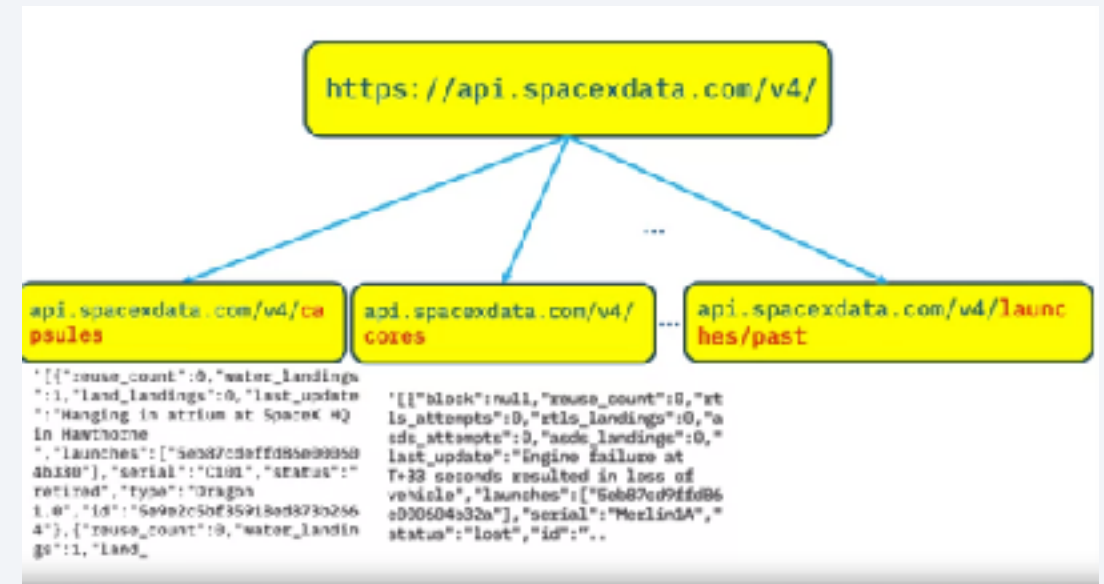 https://api.spacexdata.com/v4/
...
api.spacexdata.com/v4/ca
psules
api.spacexdata.com/v4/
cores
...
api.spacexdata.com/v4/launc
hes/past
'[{"reuse_count":0,"water_landings
":1,"land_landings":0,"last_update
":"Hanging in atrium at SpaceX HQ
in Hawthorne
","launches":["
"],"serial":"C101","status":"
retired","type":"Dragon
1.0","id":"
"},{"reuse_count":0,"water_landin
gs":1,"land_
'[{"block":null,"reuse_count":0,"rt
ls_attempts":0,"rtls_landings":0,"a
sds_attempts":0,"asds_landings":0,"
last_update":"Engine failure at
T+33 seconds resulted in loss of
vehicle","launches":["
"],"serial":"Merlin1A","
status":"lost","id":"..